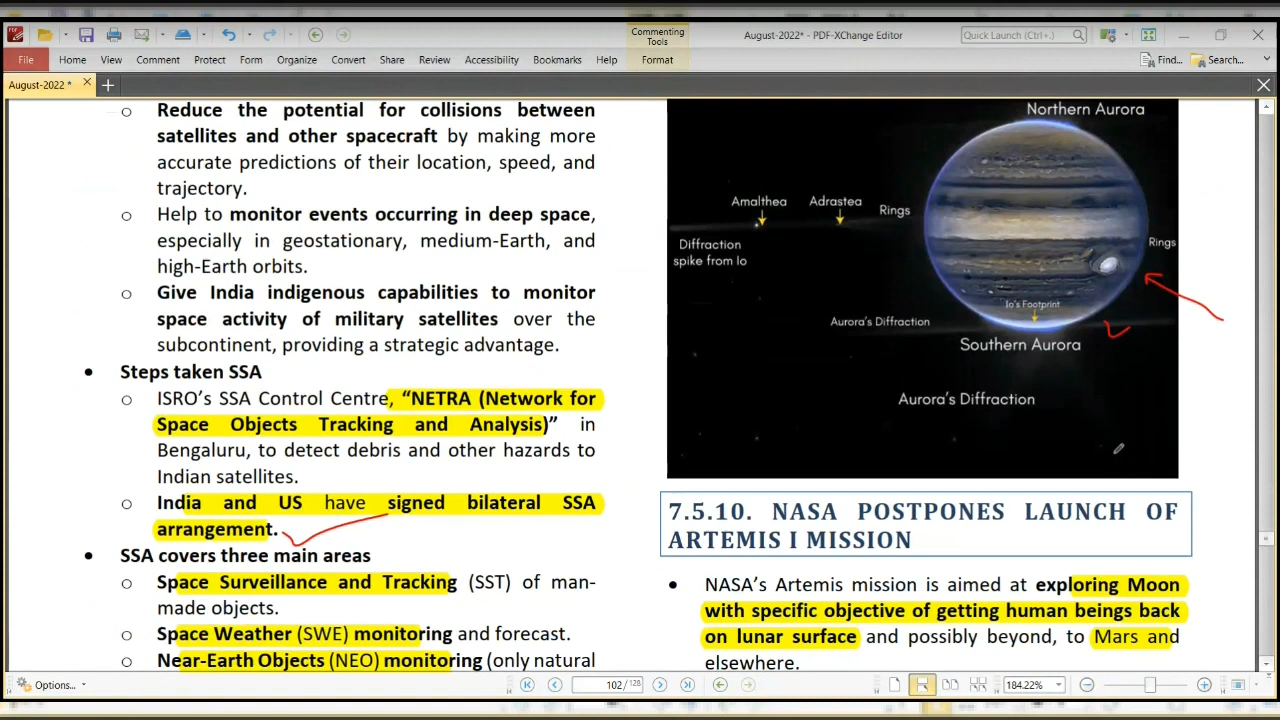 Commenting Tools
August-2022* - PDF-XChange Editor
Quick Launch (Ctrl+.)
File
Home
View
Comment
Protect
Form
Organize
Convert
Share
Review
Accessibility
Bookmarks
Help
Format
Find...
Search...
August-2022 *
○ Reduce the potential for collisions between
satellites and other spacecraft by making more
accurate predictions of their location, speed, and
trajectory.
○ Help to monitor events occurring in deep space,
especially in geostationary, medium-Earth, and
high-Earth orbits.
○ Give India indigenous capabilities to monitor
space activity of military satellites over the
subcontinent, providing a strategic advantage.
• Steps taken SSA
○ ISRO’s SSA Control Centre, “NETRA (Network for
Space Objects Tracking and Analysis)” in
Bengaluru, to detect debris and other hazards to
Indian satellites.
○ India and US have signed bilateral SSA
arrangement.
• SSA covers three main areas
○ Space Surveillance and Tracking (SST) of man-
made objects.
○ Space Weather (SWE) monitoring and forecast.
○ Near-Earth Objects (NEO) monitoring (only natural
Northern Aurora
Amalthea
Adrastea
Rings
Diffraction
spike from Io
Rings
Io's Footprint
Aurora's Diffraction
Southern Aurora
Aurora's Diffraction
7.5.10. NASA POSTPONES LAUNCH OF
ARTEMIS I MISSION
• NASA’s Artemis mission is aimed at exploring Moon
with specific objective of getting human beings back
on lunar surface and possibly beyond, to Mars and
elsewhere.
Options...
102 / 128
184.22%